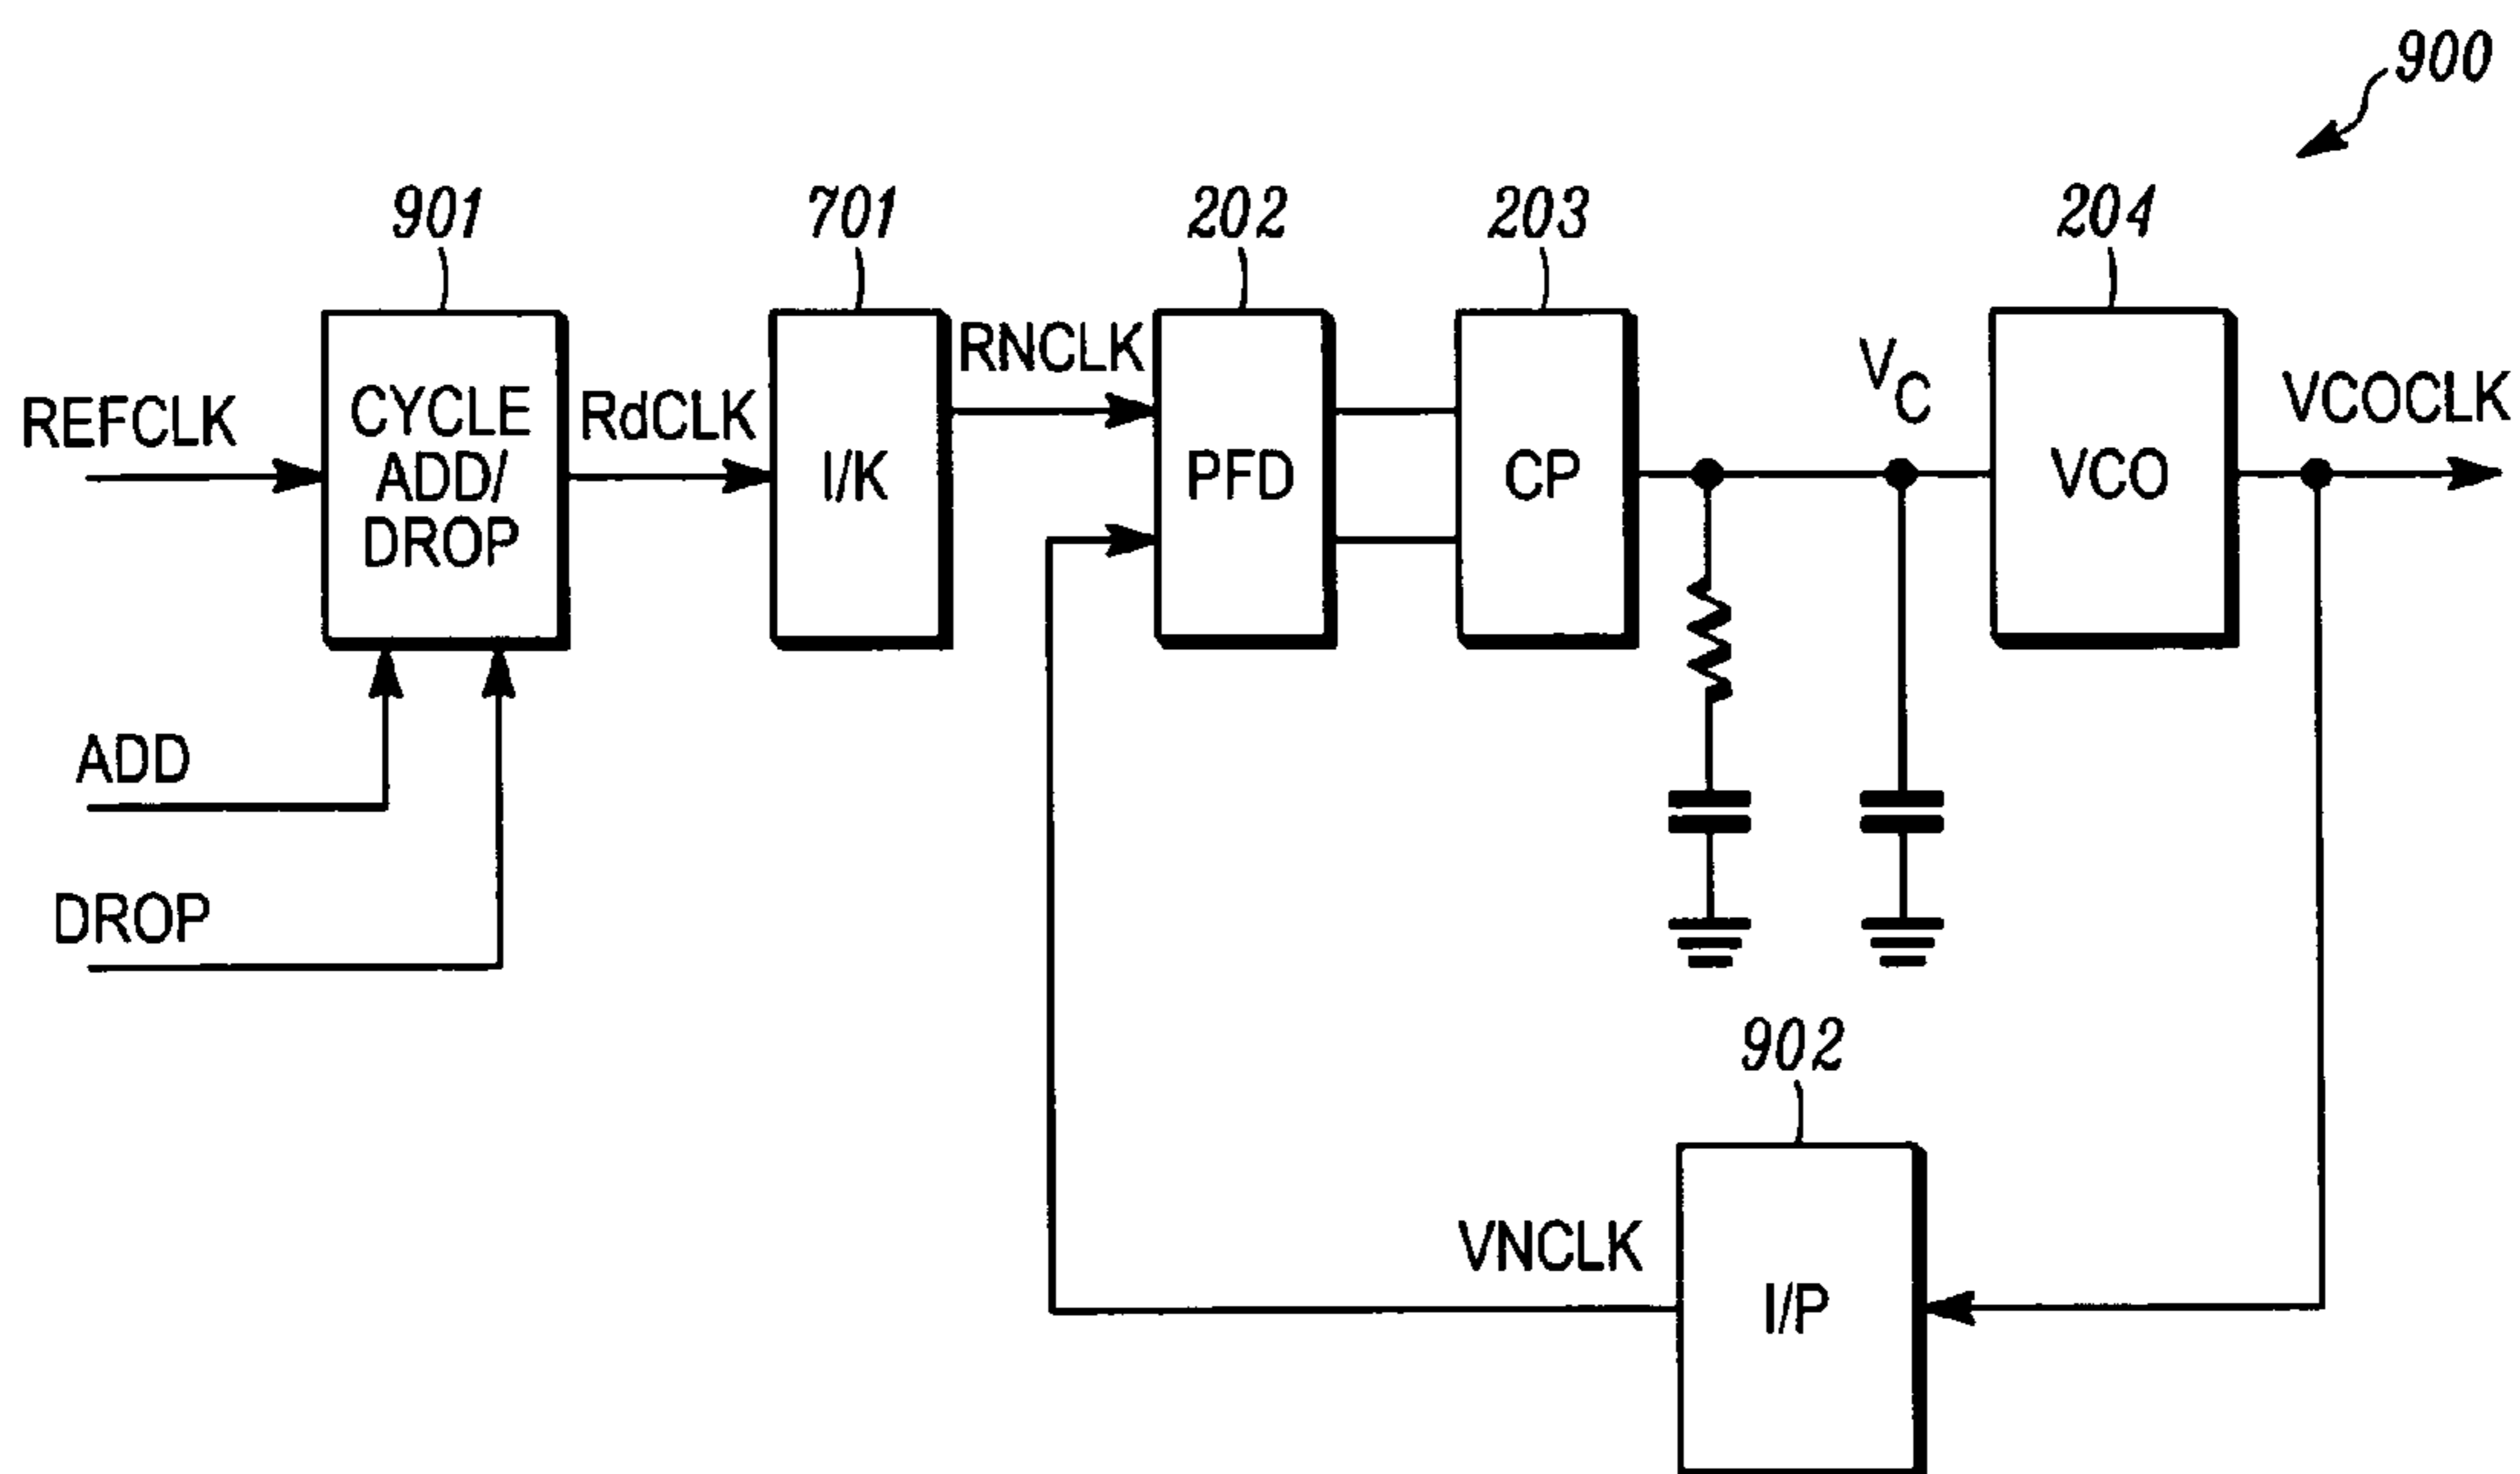 900
901
701
202
203
204
REFCLK
CYCLE
ADD/
DROP
RdCLK
I/K
RNCLK
PFD
CP
VC
VCO
VCOCLK
ADD
DROP
902
VNCLK
I/P